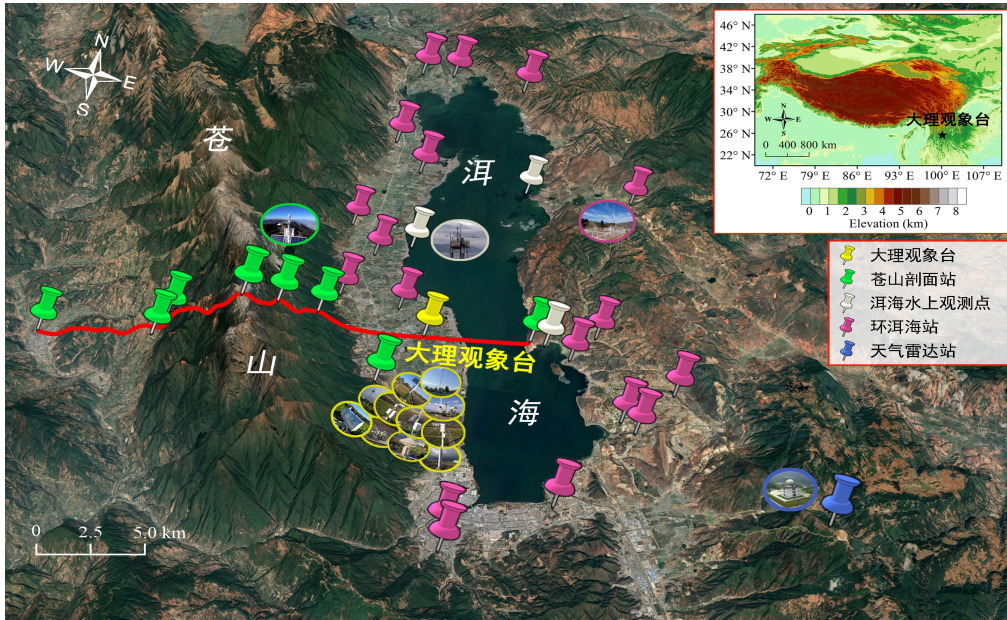 N
W
E
S
苍
山
洱
海
大理观象台
0 2.5 5.0 km
46° N
42° N
38° N
34° N
30° N
26° N
22° N
大理观象台
N
W E
S
0 400 800 km
72° E 79° E 86° E 93° E 100° E 107° E
0 1 2 3 4 5 6 7 8
Elevation (km)
大理观象台
苍山剖面站
洱海水上观测点
环洱海站
天气雷达站